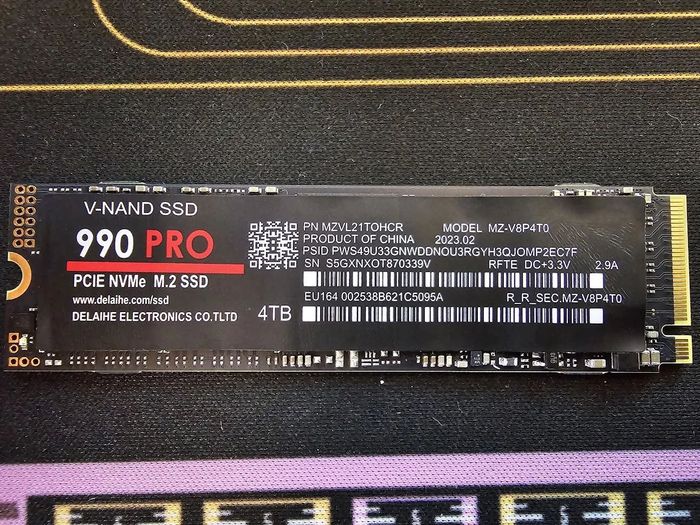 V-NAND SSD
990 PRO
PCIE NVMe M.2 SSD
www.delaihe.com/ssd
DELAIHE ELECTRONICS CO.TLTD
4TB
PN MZVL21TOHCR MODEL MZ-V8P4T0
PRODUCT OF CHINA 2023.02
PSID PWS49U33GNWDDNOU3RGYH3QJOMP2EC7F
SN S5GXNXOT870339V RFTE DC+3.3V 2.9A
EU164 002538B621C5095A R_R_SEC.MZ-V8P4T0